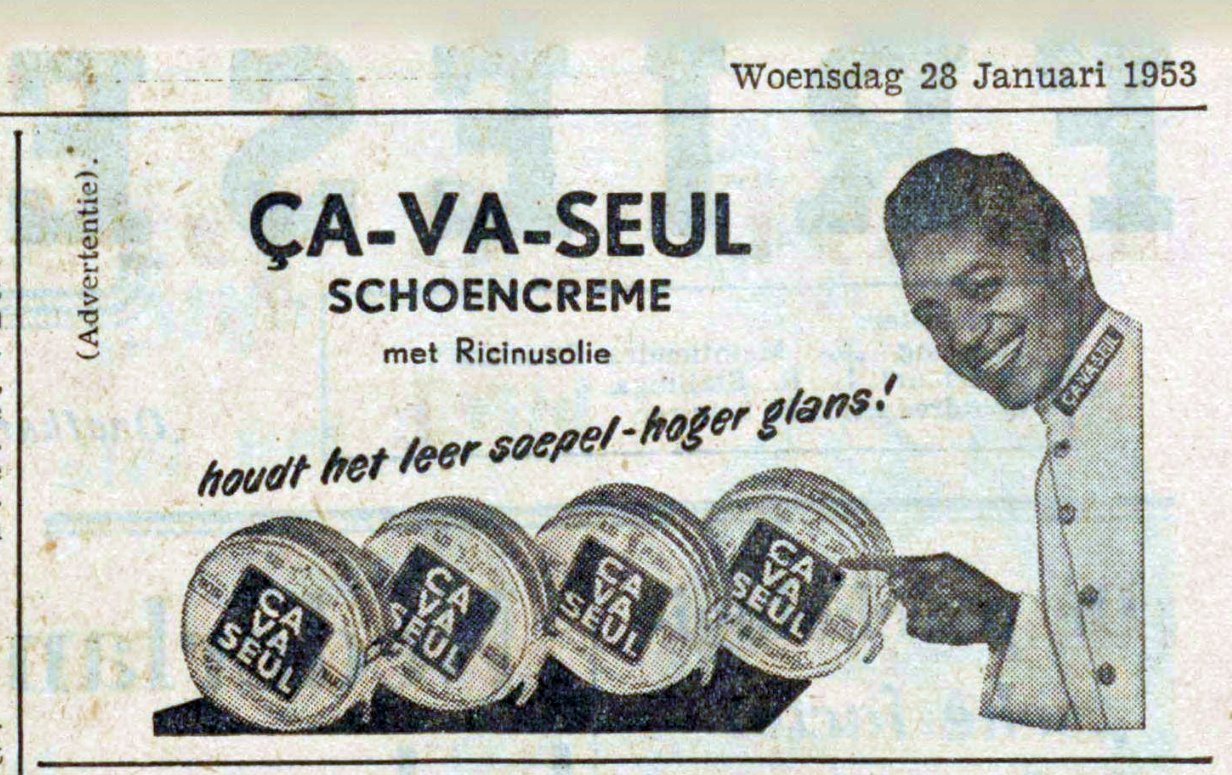 Woensdag 28 Januari 1953
(Advertentie).
ÇA-VA-SEUL
SCHOENCREME
met Ricinusolie
houdt het leer soepel-hoger glans!
ÇA-VA-SEUL
ÇA
VA
SEUL
ÇA
VA
SEUL
ÇA
VA
SEUL
ÇA
VA
SEUL